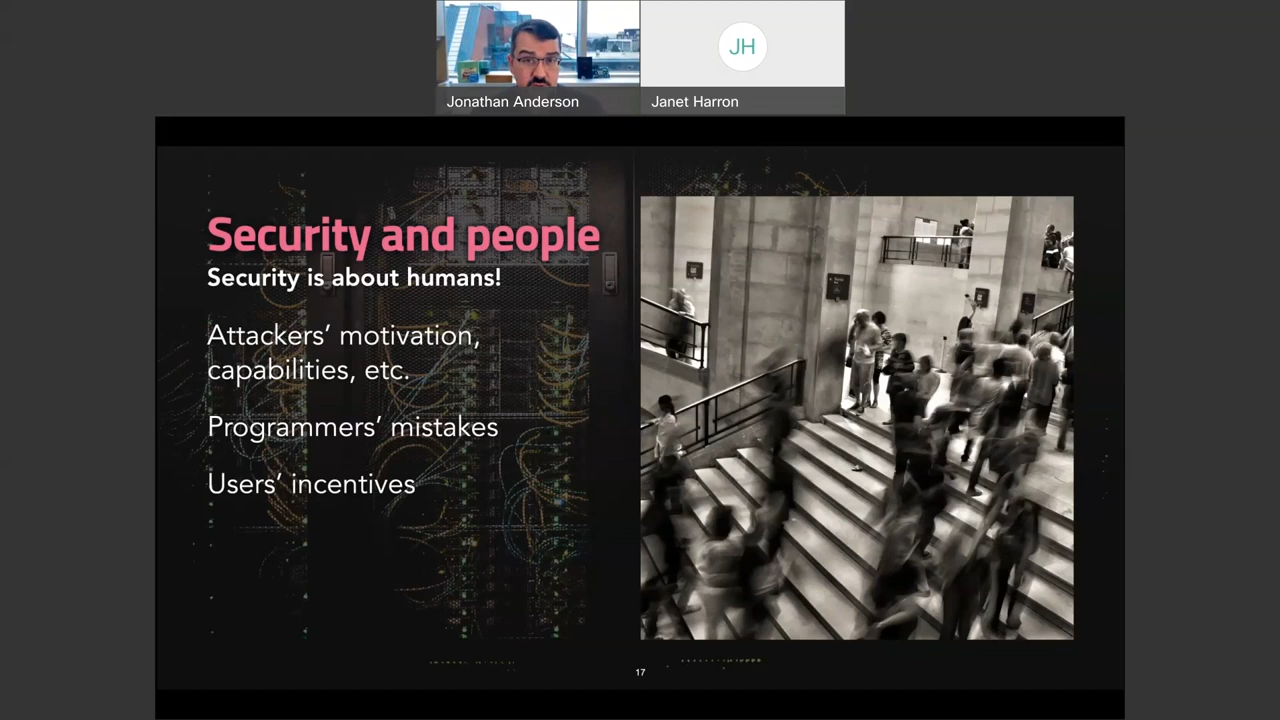 Jonathan Anderson
JH
Janet Harron
Security and people
Security is about humans!
Attackers’ motivation,
capabilities, etc.
Programmers’ mistakes
Users’ incentives
17